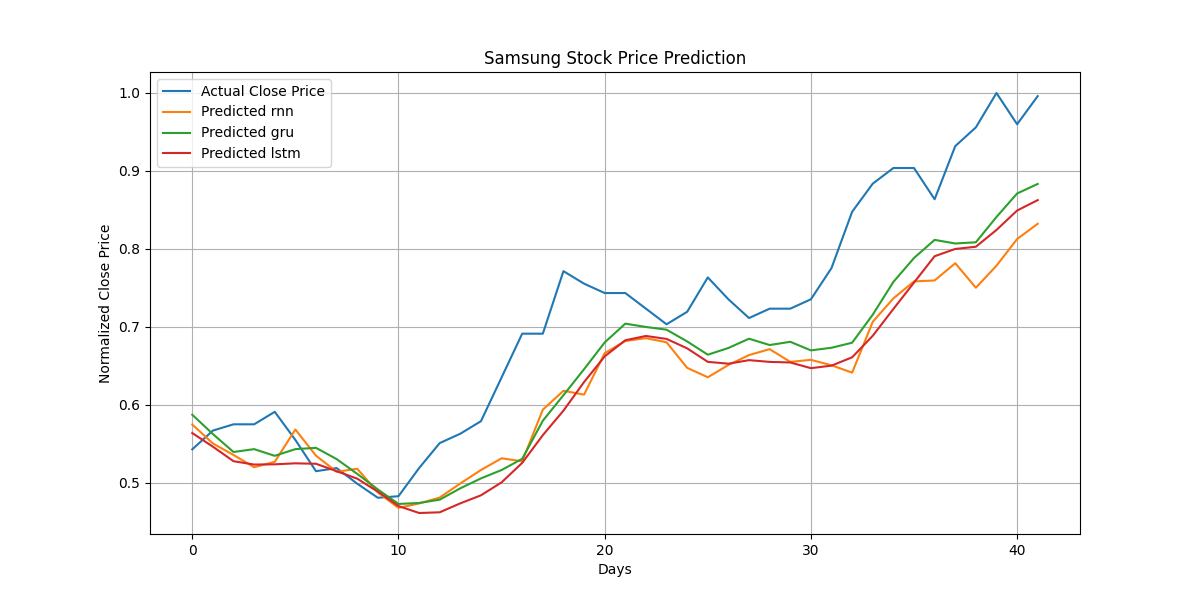 Samsung Stock Price Prediction
Actual Close Price
Predicted rnn
Predicted gru
Predicted lstm
Normalized Close Price
1.0
0.9
0.8
0.7
0.6
0.5
0 10 20 30 40
Days